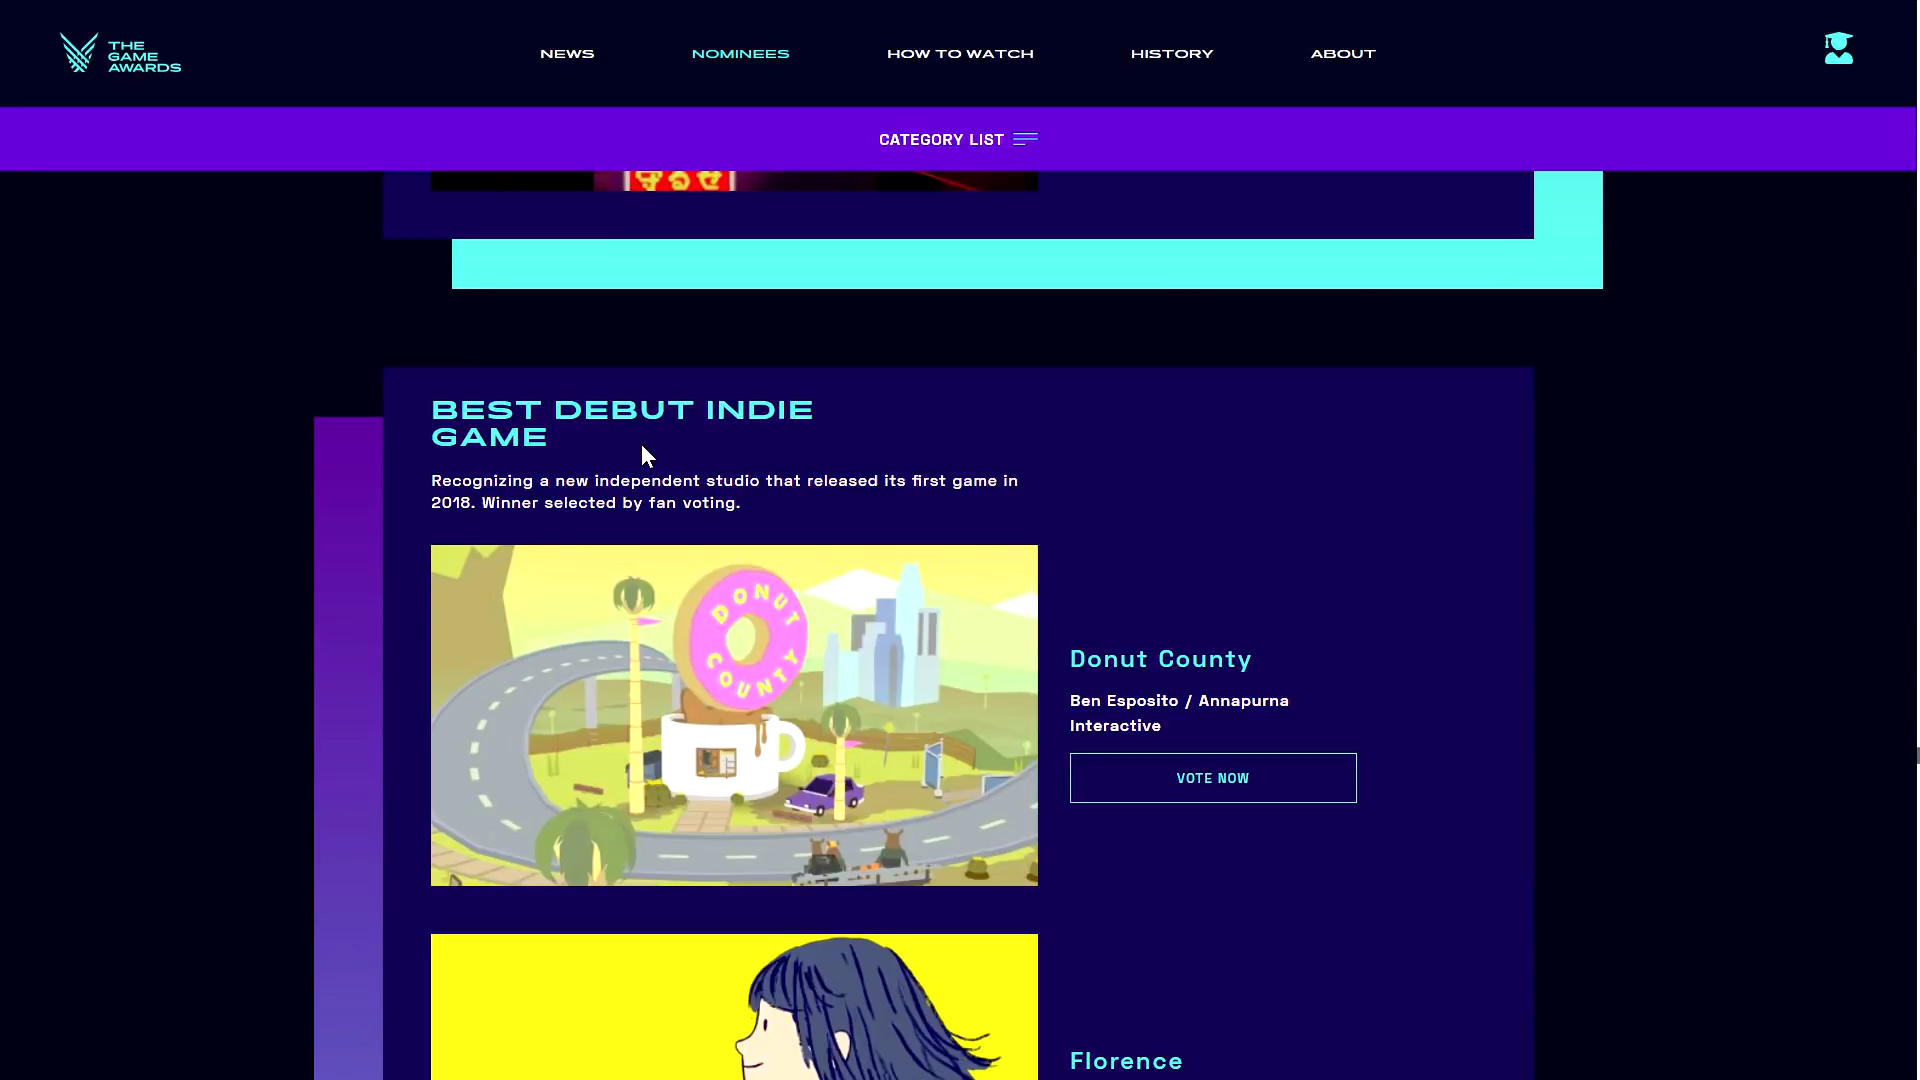 THE
GAME
AWARDS
NEWS
NOMINEES
HOW TO WATCH
HISTORY
ABOUT
CATEGORY LIST
BEST DEBUT INDIE
GAME
Recognizing a new independent studio that released its first game in
2018. Winner selected by fan voting.
DONUT
COUNTY
Donut County
Ben Esposito / Annapurna
Interactive
VOTE NOW
Florence